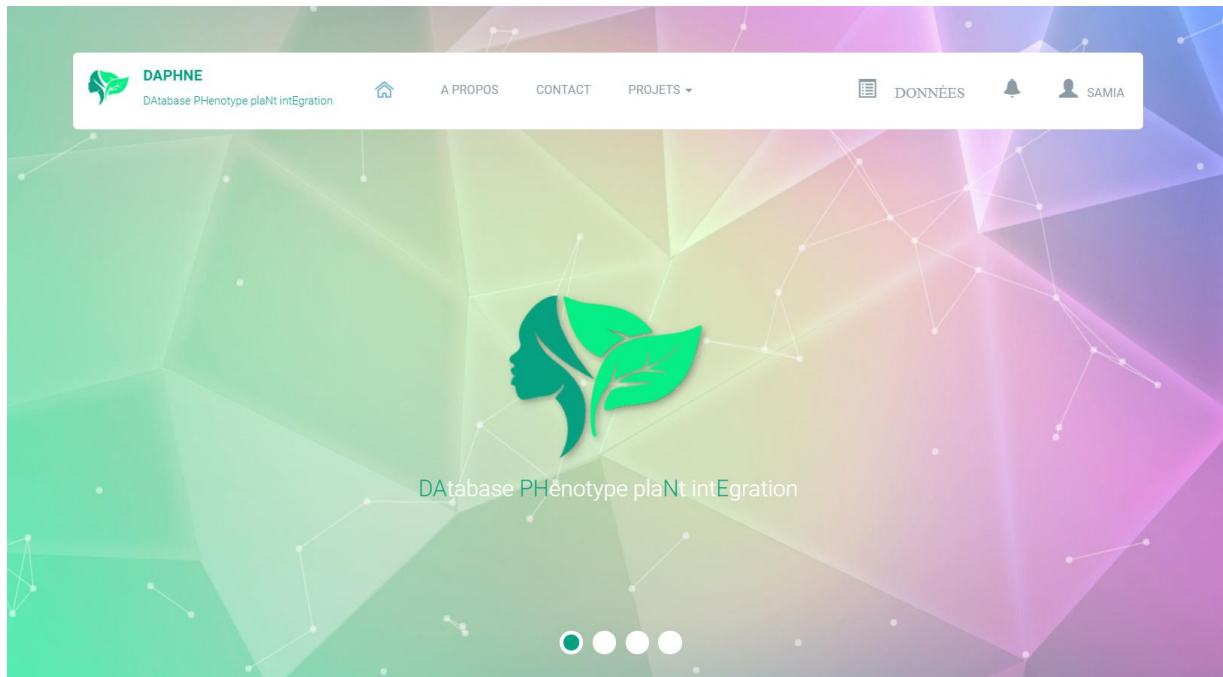 DAPHNE
DAtabase PHenotype plaNt intEgration
A PROPOS
CONTACT
PROJETS
DONNÉES
SAMIA
DAtabase PHenotype plaNt intEgration